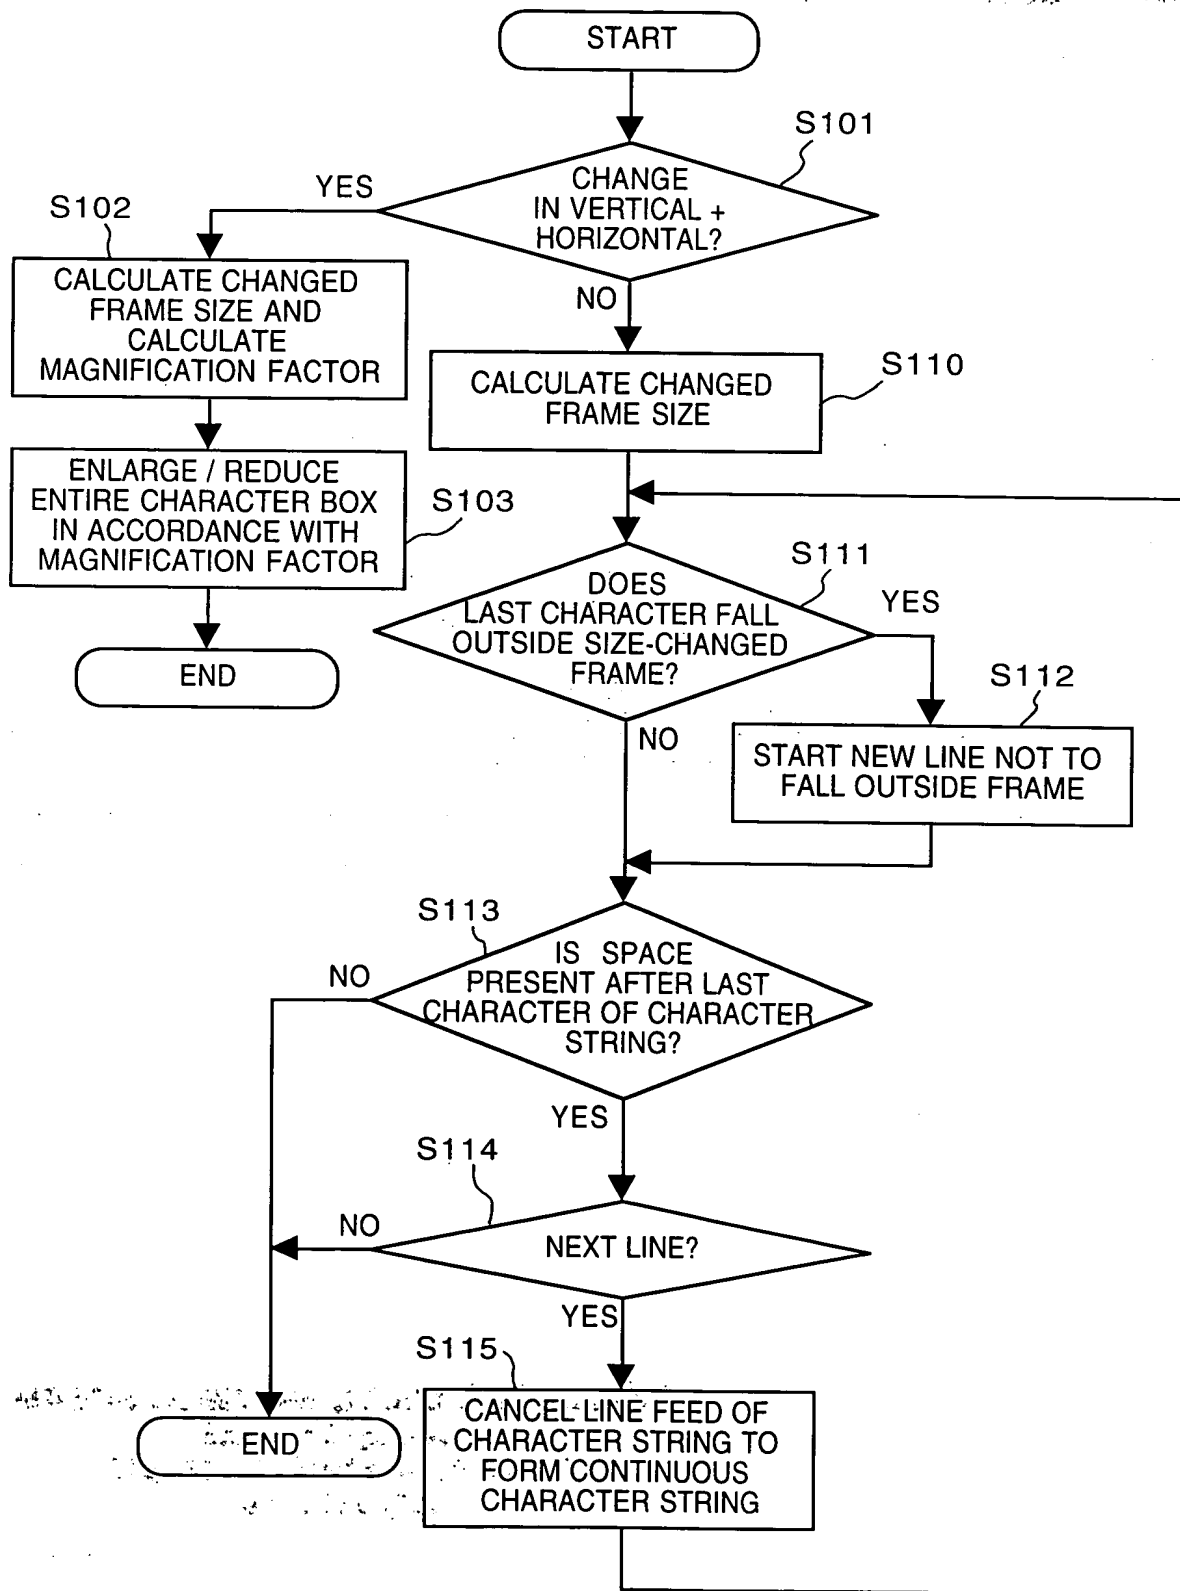 START
S101
CHANGE
IN VERTICAL +
HORIZONTAL?
YES
NO
S102
CALCULATE CHANGED
FRAME SIZE AND
CALCULATE
MAGNIFICATION FACTOR
S110
CALCULATE CHANGED
FRAME SIZE
S103
ENLARGE / REDUCE
ENTIRE CHARACTER BOX
IN ACCORDANCE WITH
MAGNIFICATION FACTOR
END
S111
DOES
LAST CHARACTER FALL
OUTSIDE SIZE-CHANGED
FRAME?
YES
NO
S112
START NEW LINE NOT TO
FALL OUTSIDE FRAME
S113
IS SPACE
PRESENT AFTER LAST
CHARACTER OF CHARACTER
STRING?
NO
YES
S114
NEXT LINE?
NO
YES
S115
CANCEL LINE FEED OF
CHARACTER STRING TO
FORM CONTINUOUS
CHARACTER STRING
END